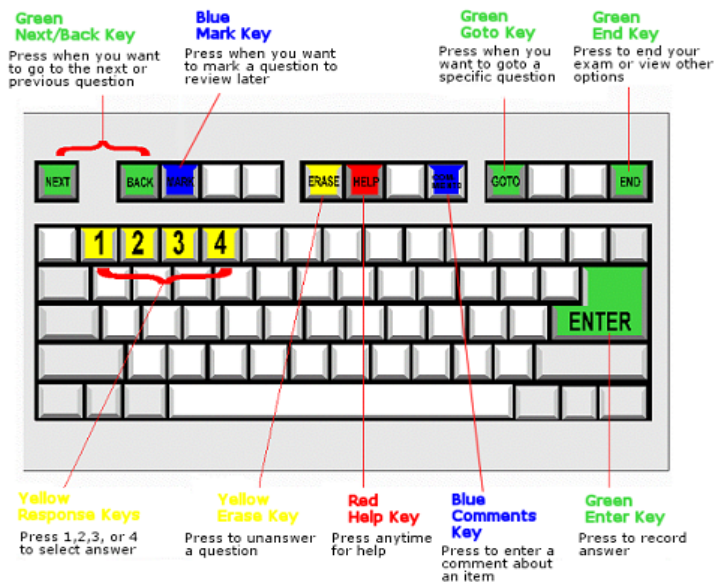 Green
Next/Back Key
Press when you want
to go to the next or
previous question
Blue
Mark Key
Press when you want
to mark a question to
review later
Green
Goto Key
Press when you
want to goto a
specific question
Green
End Key
Press to end your
exam or view other
options
NEXT
BACK
MARK
ERASE
HELP
GOTO
END
1
2
3
4
ENTER
Yellow
Response Keys
Press 1,2,3, or 4
to select answer
Yellow
Erase Key
Press to unanswer
a question
Red
Help Key
Press anytime
for help
Blue
Comments
Key
Press to enter a
comment about
an item
Green
Enter Key
Press to record
answer